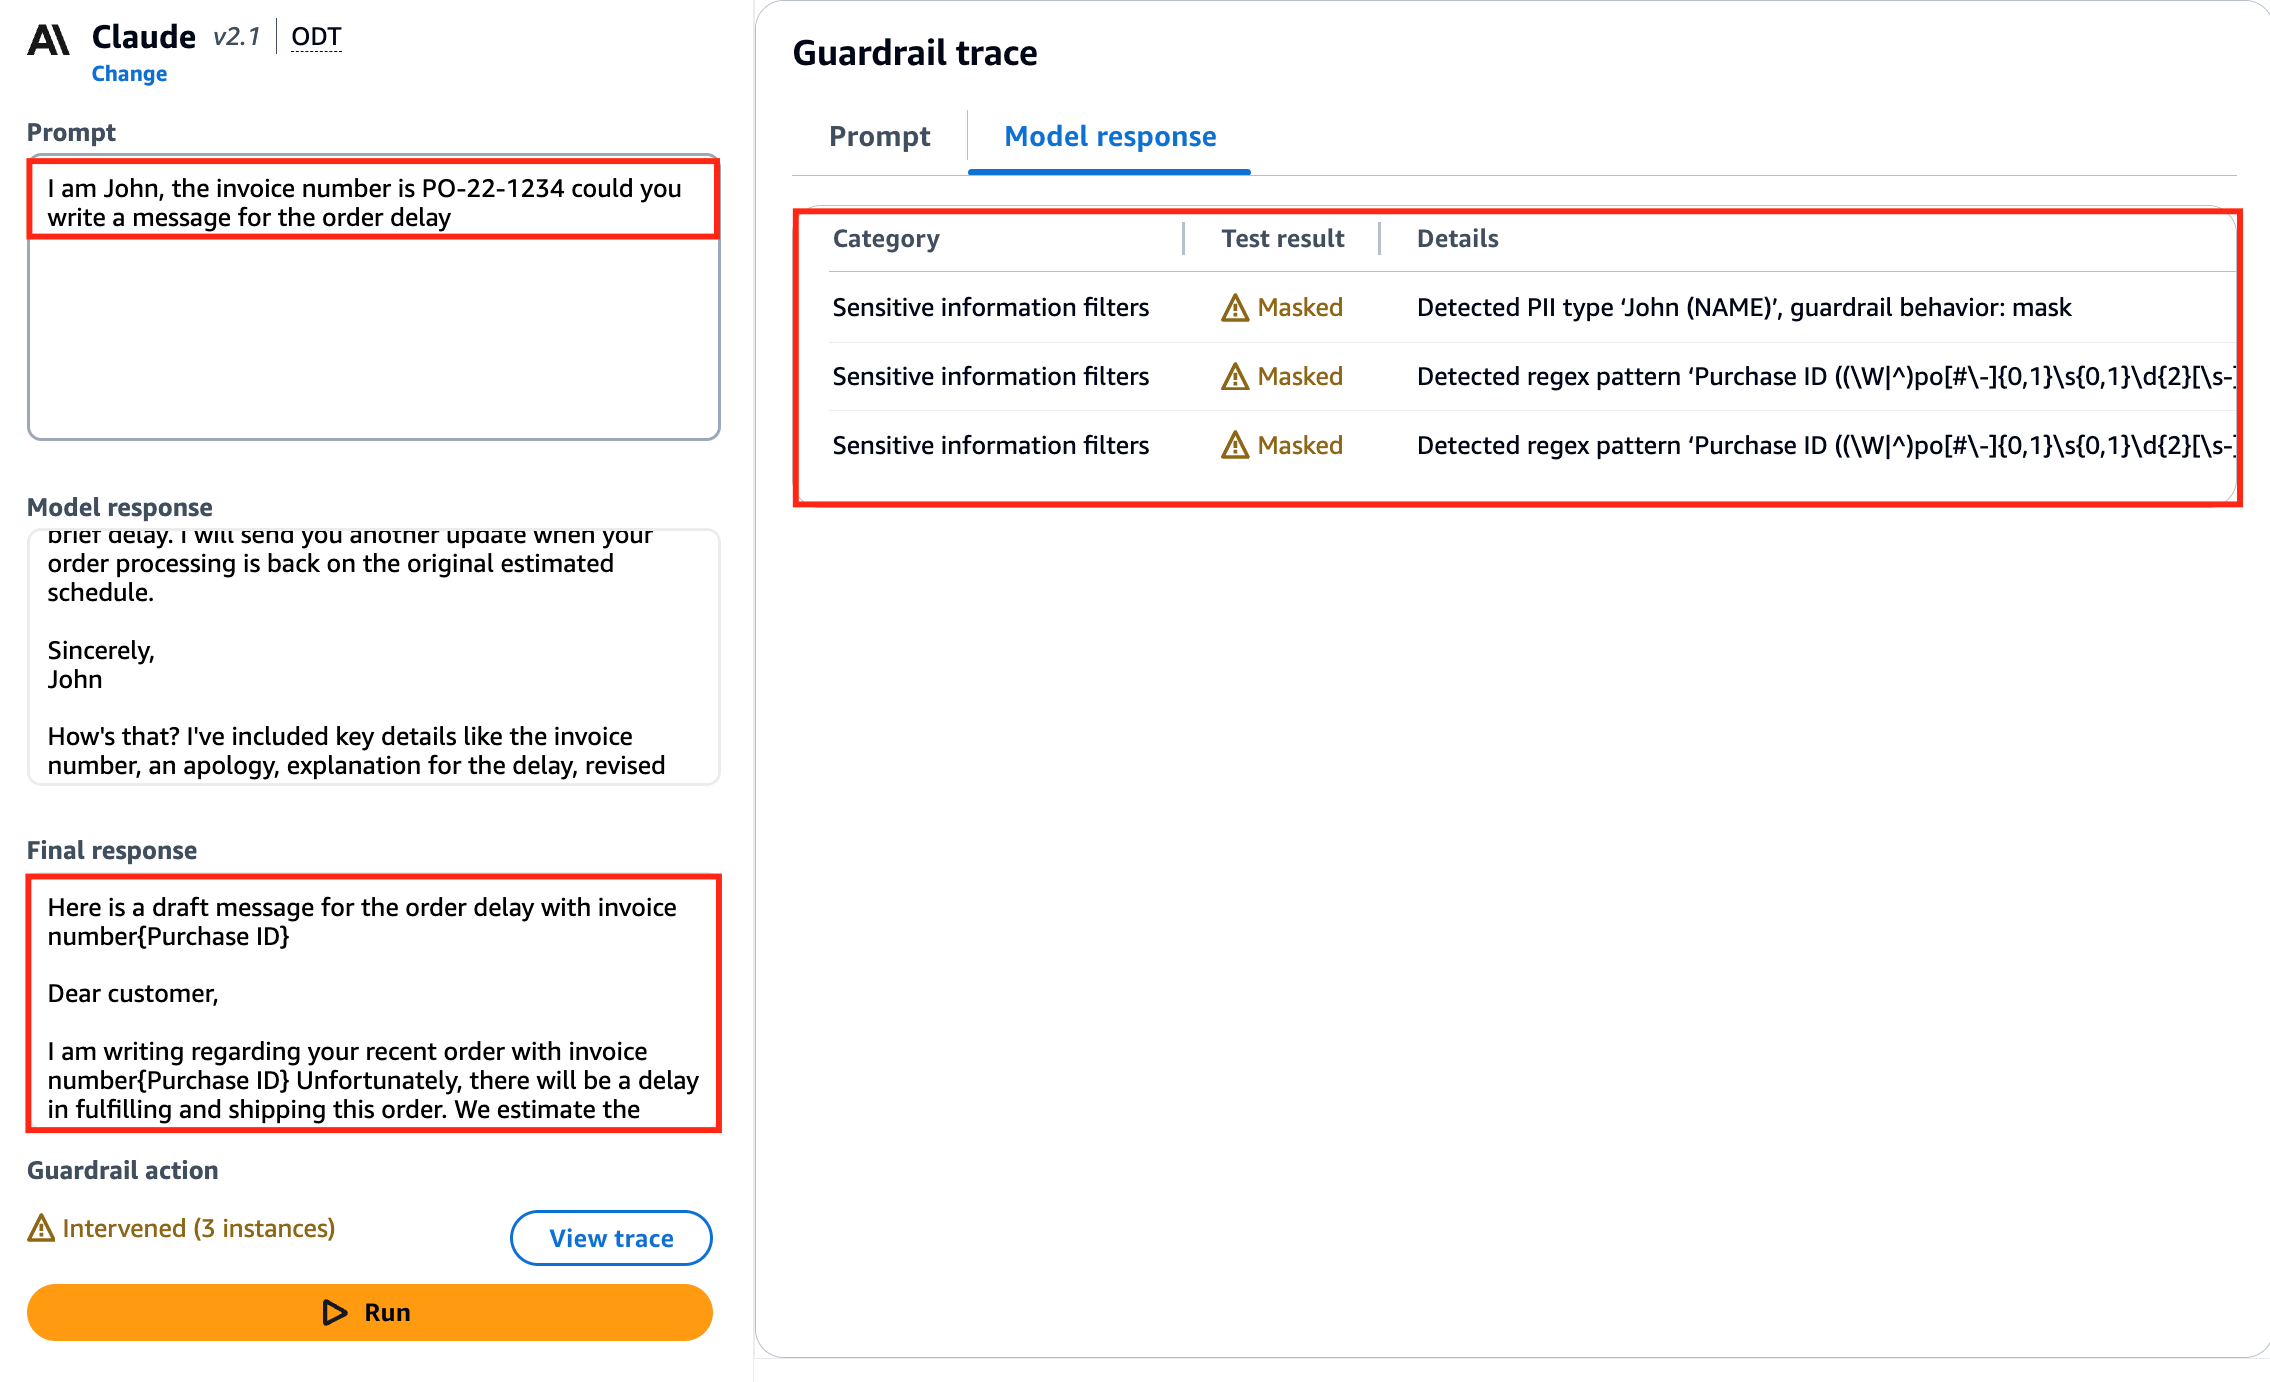 Claude v2.1 ODT
Change
Prompt
I am John, the invoice number is PO-22-1234 could you
write a message for the order delay
Model response
brief delay. I will send you another update when your
order processing is back on the original estimated
schedule.
Sincerely,
John
How's that? I've included key details like the invoice
number, an apology, explanation for the delay, revised
Final response
Here is a draft message for the order delay with invoice
number{Purchase ID}
Dear customer,
I am writing regarding your recent order with invoice
number{Purchase ID} Unfortunately, there will be a delay
in fulfilling and shipping this order. We estimate the
Guardrail action
Intervened (3 instances)
View trace
Run
Guardrail trace
Prompt Model response
Category Test result Details
Sensitive information filters Masked Detected PII type ‘John (NAME)’, guardrail behavior: mask
Sensitive information filters Masked Detected regex pattern ‘Purchase ID ((\W|^)po[#\-]{0,1}\s{0,1}\d{2}[\s-]
Sensitive information filters Masked Detected regex pattern ‘Purchase ID ((\W|^)po[#\-]{0,1}\s{0,1}\d{2}[\s-]